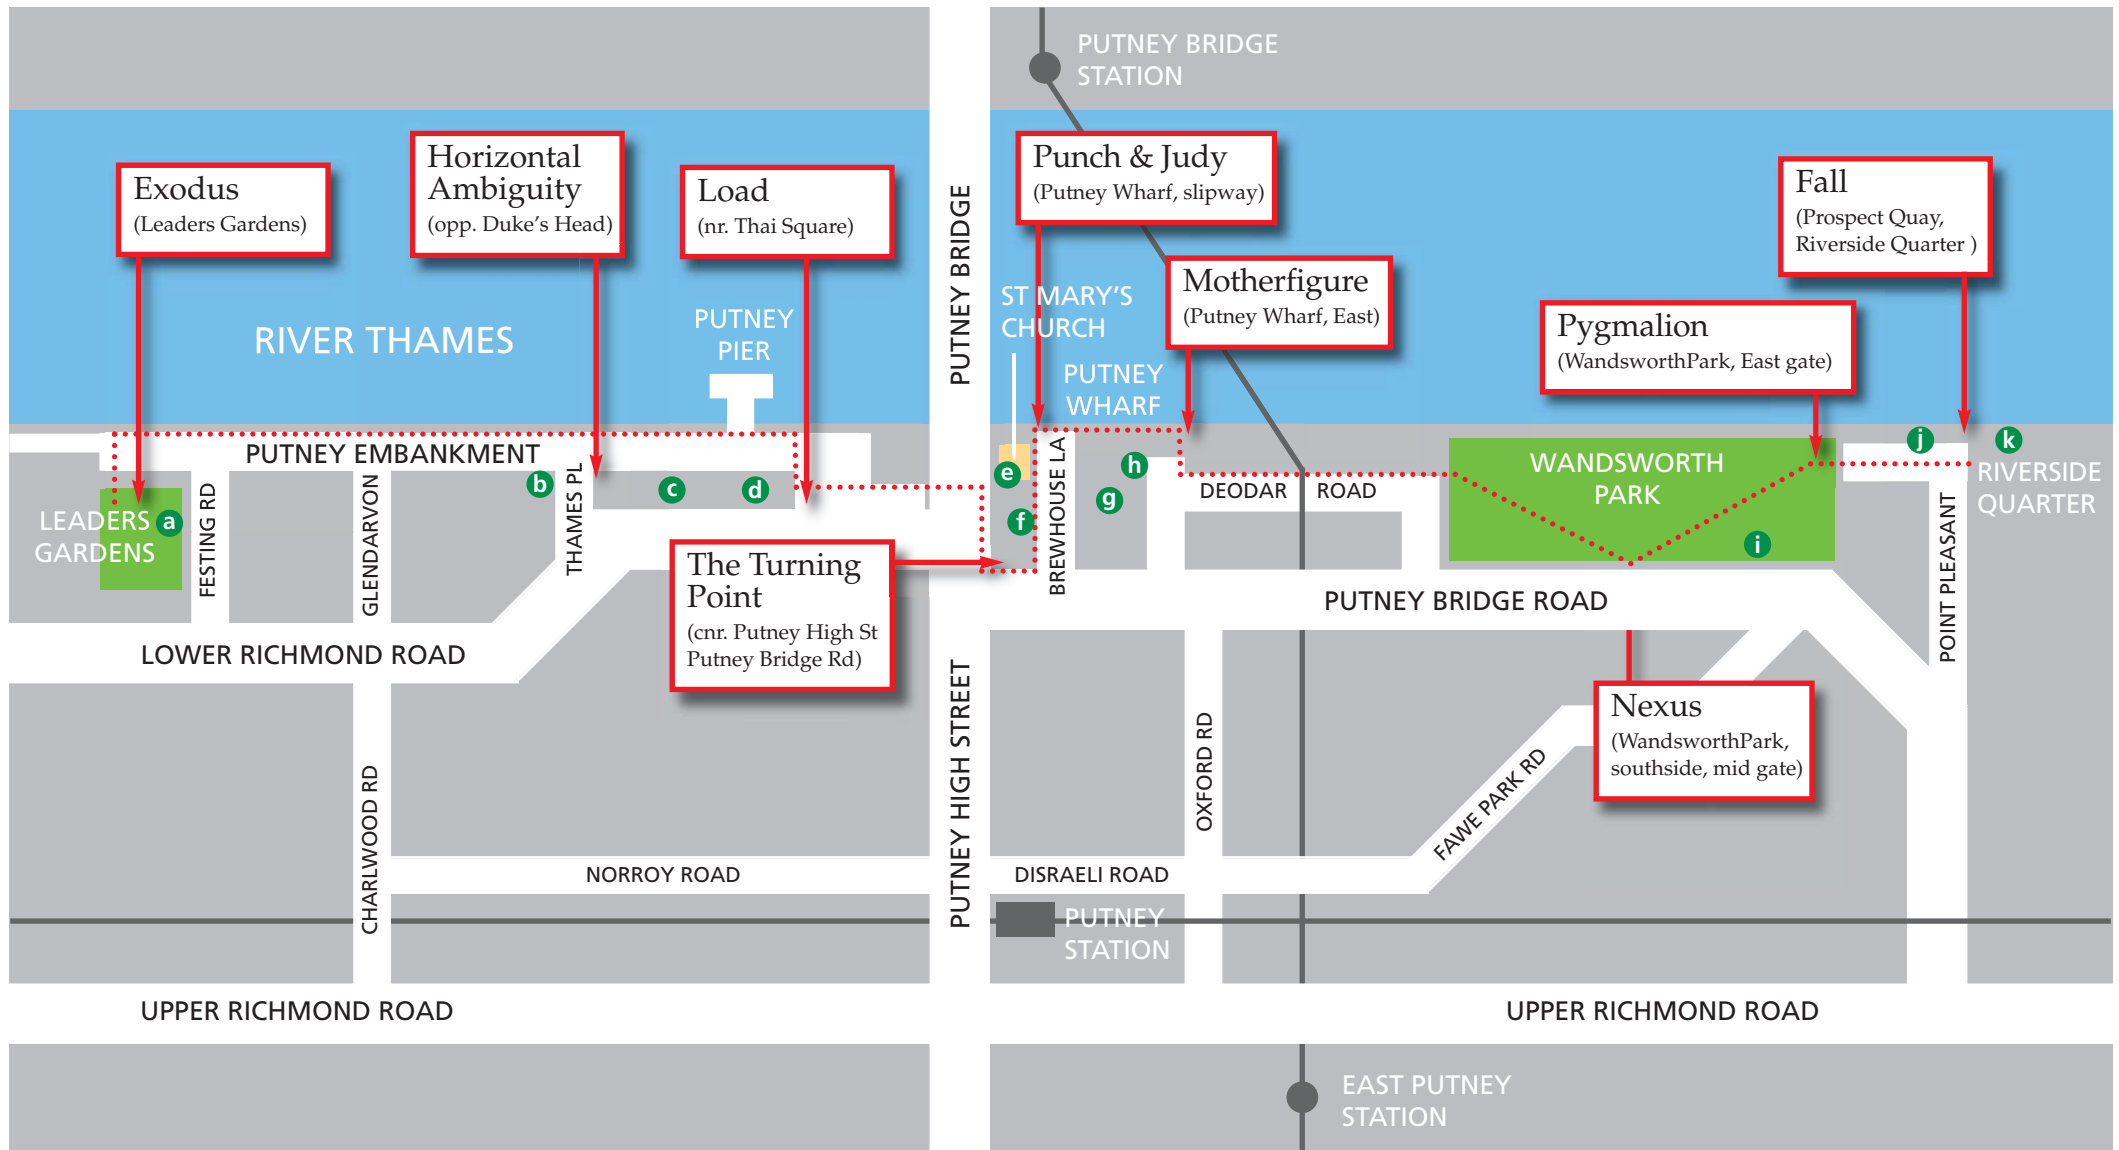 PUTNEY BRIDGE
STATION
Exodus
(Leaders Gardens)
Horizontal
Ambiguity
(opp. Duke's Head)
Load
(nr. Thai Square)
PUTNEY BRIDGE
Punch & Judy
(Putney Wharf, slipway)
Motherfigure
(Putney Wharf, East)
Fall
(Prospect Quay,
Riverside Quarter )
Pygmalion
(WandsworthPark, East gate)
RIVER THAMES
PUTNEY
PIER
ST MARY'S
CHURCH
PUTNEY
WHARF
PUTNEY EMBANKMENT
LEADERS
GARDENS
a
FESTING RD
GLENDARVON
b
THAMES PL
c
d
e
f
BREWHOUSE LA
g
h
DEODAR
ROAD
WANDSWORTH
PARK
i
j
k
RIVERSIDE
QUARTER
POINT PLEASANT
The Turning
Point
(cnr. Putney High St
Putney Bridge Rd)
PUTNEY BRIDGE ROAD
LOWER RICHMOND ROAD
Nexus
(WandsworthPark,
southside, mid gate)
CHARLWOOD RD
PUTNEY HIGH STREET
OXFORD RD
FAWE PARK RD
NORROY ROAD
DISRAELI ROAD
PUTNEY
STATION
UPPER RICHMOND ROAD
UPPER RICHMOND ROAD
EAST PUTNEY
STATION